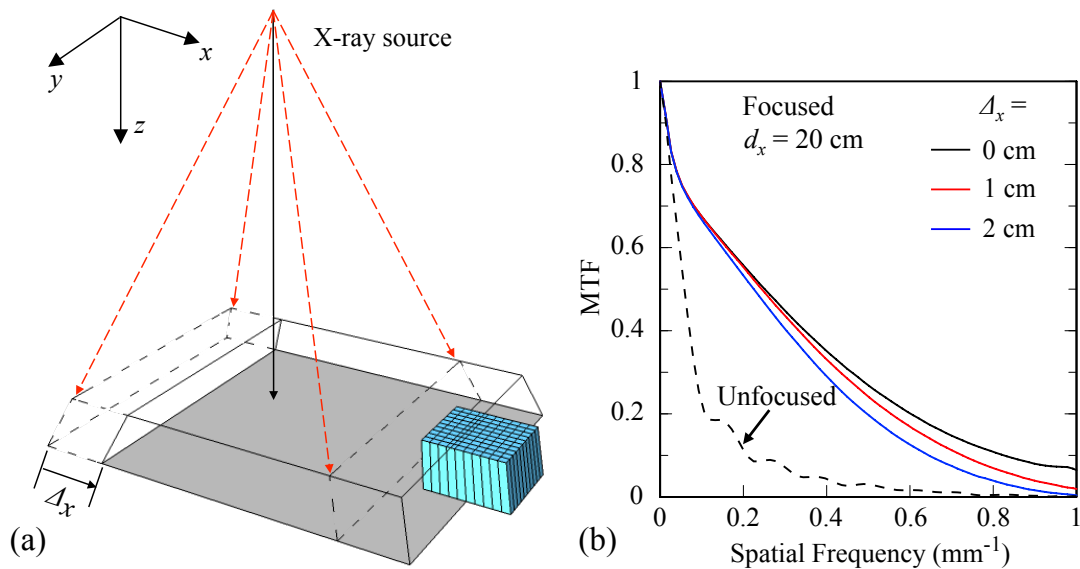 X-ray source
x
y
z
Δx
(a)
Focused
dx = 20 cm
Δx =
0 cm
1 cm
2 cm
Unfocused
MTF
1
0.8
0.6
0.4
0.2
0
0
0.2
0.4
0.6
0.8
1
Spatial Frequency (mm-1)
(b)